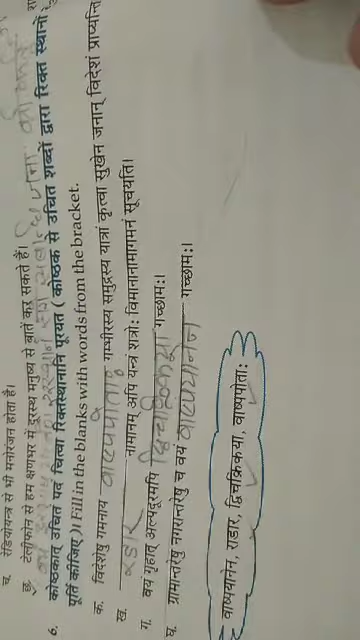 च. रेडियोयन्त्र से भी मनोरंजन होता है।
छ. टेलीफोन से हम क्षणभर में दूरस्थ मनुष्य से बातें कर सकते हैं।
७. कोष्ठकात् उचितं पदं चित्वा रिक्तस्थानानि पूरयत ( कोष्ठक से उचित शब्दों द्वारा रिक्त स्थानों
पूर्ति कीजिए )। Fill in the blanks with words from the bracket.
क. विदेशेषु गमनाय वाष्पपोताः गम्भीरस्य समुद्रस्य यात्रां कृत्वा सुखेन जनान् विदेशं प्रापयन्ति
ख. रडार नामानम् अपि यन्त्रं शत्रोः विमानानामागमनं सूचयति।
ग. वयं गृहात् अल्पदूरमपि द्विचक्रिकया गच्छामः।
घ. ग्रामान्तरेषु नगरान्तरेषु च वयं वाष्पयानेन गच्छामः।
वाष्पयानेन, राडार, द्विचक्रिकया, वाष्पपोताः